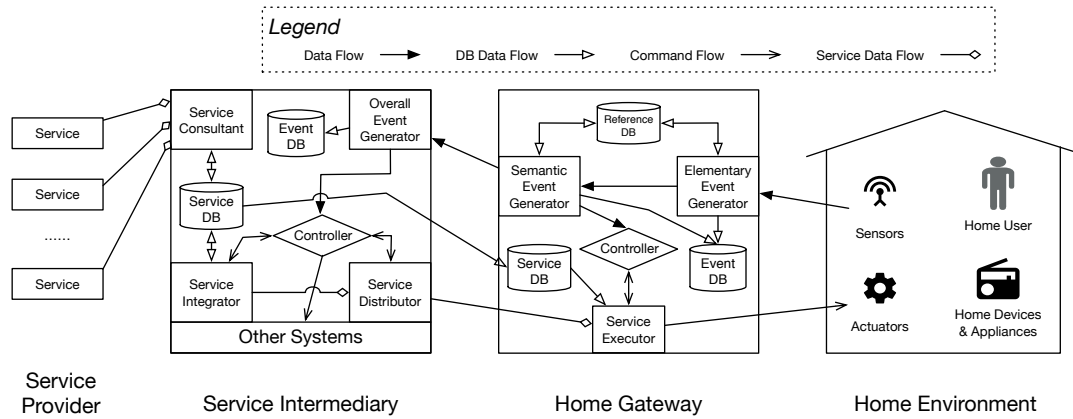 Legend
Data Flow
DB Data Flow
Command Flow
Service Data Flow
Service
Service
......
Service
Service
Provider
Service
Consultant
Event
DB
Overall
Event
Generator
Service
DB
Controller
Service
Integrator
Service
Distributor
Other Systems
Service Intermediary
Reference
DB
Semantic
Event
Generator
Elementary
Event
Generator
Controller
Service
DB
Event
DB
Service
Executor
Home Gateway
Sensors
Home User
Actuators
Home Devices
& Appliances
Home Environment